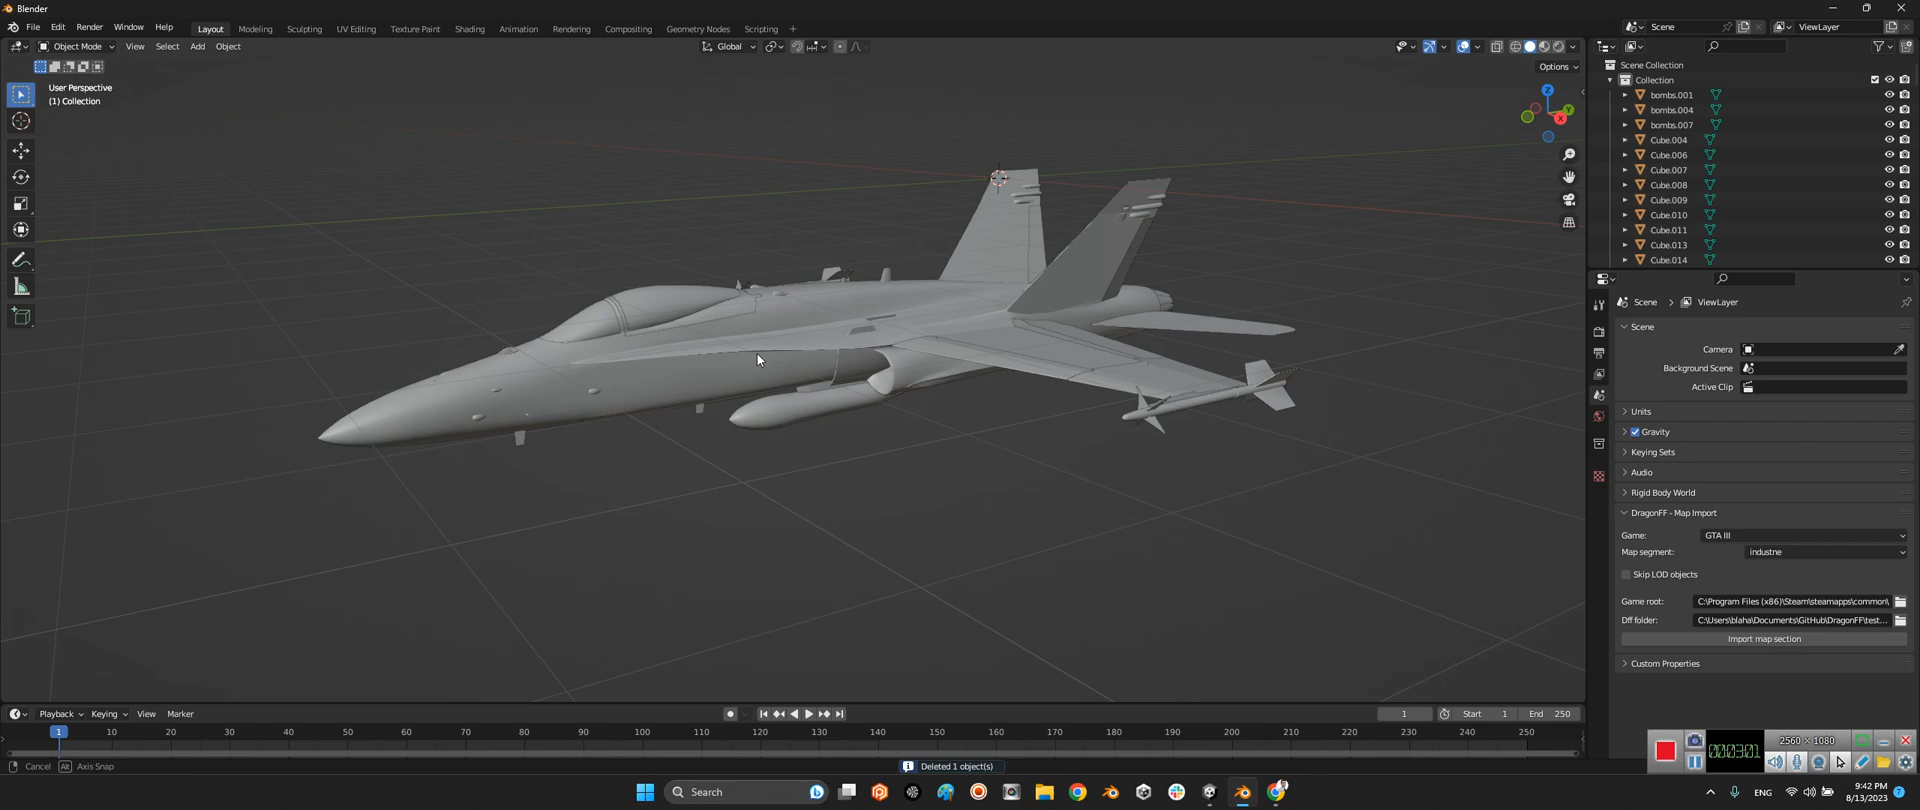 Blender
File Edit Render Window Help
Layout Modeling Sculpting UV Editing Texture Paint Shading Animation Rendering Compositing Geometry Nodes Scripting +
Scene
ViewLayer
Object Mode View Select Add Object
Global
Options
User Perspective
(1) Collection
Z
Y
X
Scene Collection
Collection
bombs.001
bombs.004
bombs.007
Cube.004
Cube.006
Cube.007
Cube.008
Cube.009
Cube.010
Cube.011
Cube.013
Cube.014
Scene > ViewLayer
Scene
Camera
Background Scene
Active Clip
Units
Gravity
Keying Sets
Audio
Rigid Body World
DragonFF - Map Import
Game: GTA III
Map segment: industne
Skip LOD objects
Game root: C:\Program Files (x86)\Steam\steamapps\common\
Dff folder: C:\Users\blaha\Documents\GitHub\DragonFF\test...
Import map section
Custom Properties
Playback Keying View Marker
1 Start 1 End 250
1 10 20 30 40 50 60 70 80 90 100 110 120 130 140 150 160 170 180 190 200 210 220 230 240 250
Cancel Alt Axis Snap
Deleted 1 object(s)
000:3:01
2560 × 1080
Search
ENG
9:42 PM
8/13/2023